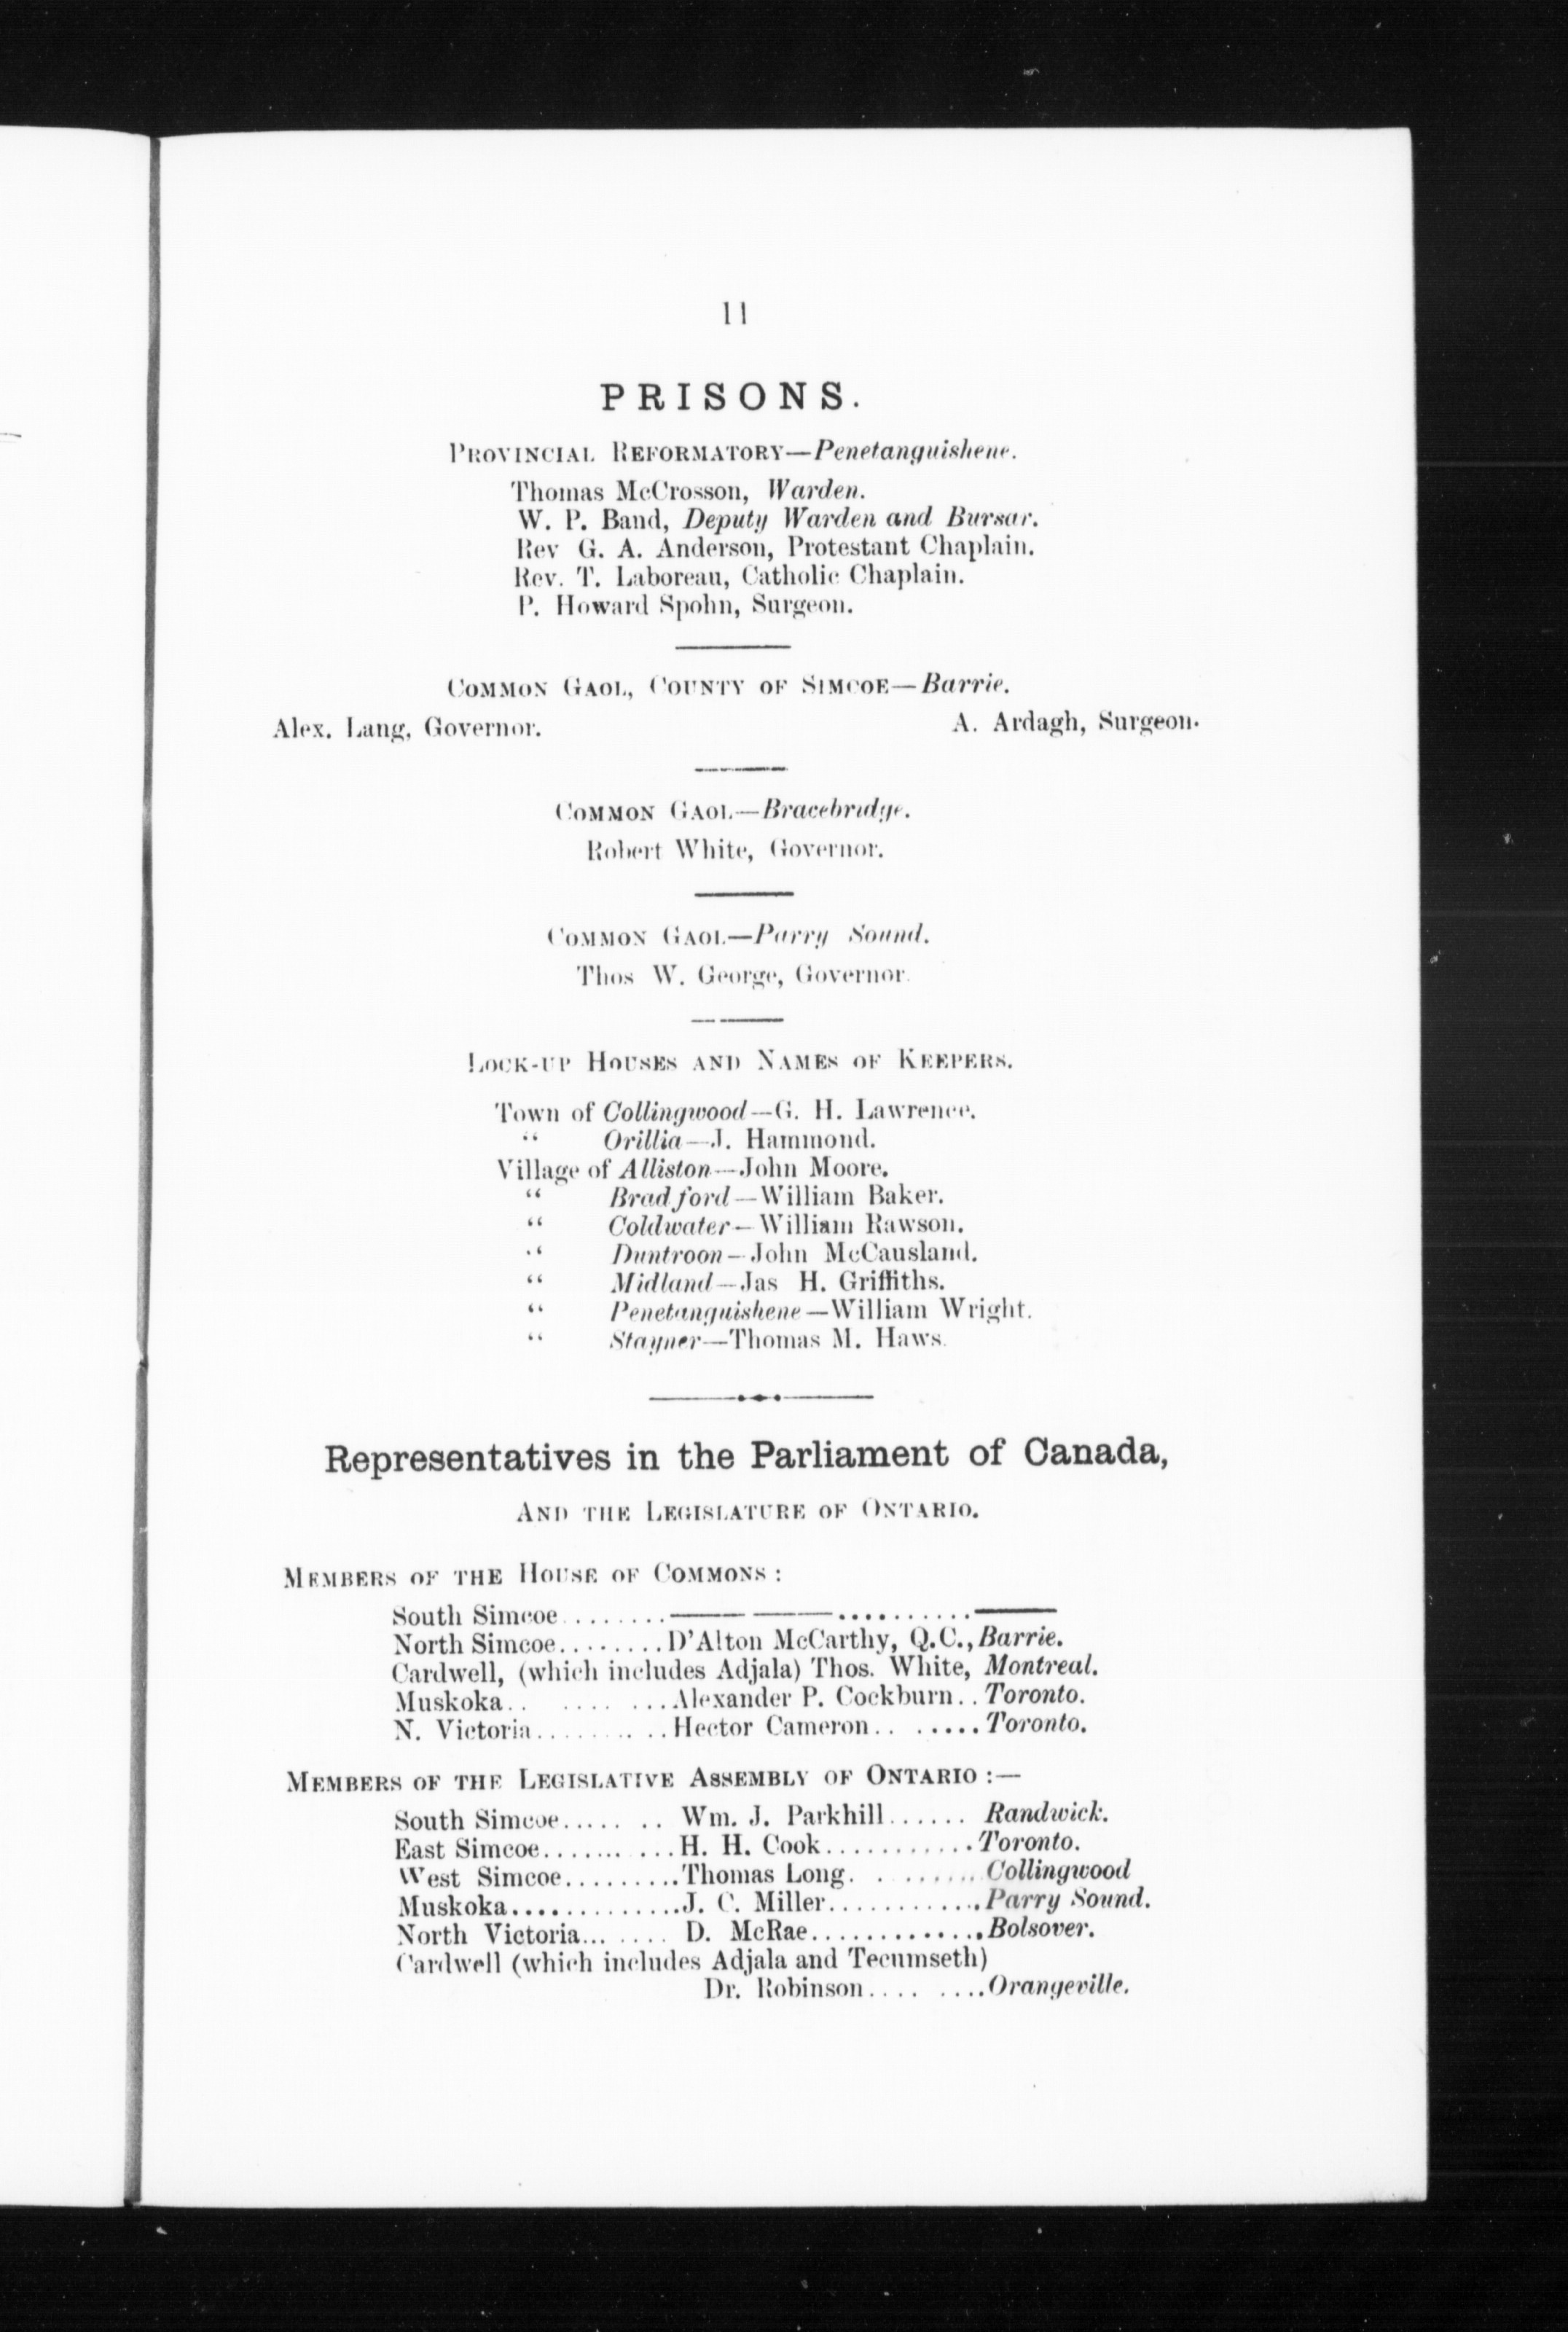 11
PRISONS.
PROVINCIAL REFORMATORY—Penetanguishene.
Thomas McCrosson, Warden.
W. P. Band, Deputy Warden and Bursar.
Rev G. A. Anderson, Protestant Chaplain.
Rev. T. Laboreau, Catholic Chaplain.
P. Howard Spohn, Surgeon.
COMMON GAOL, COUNTY OF SIMCOE—Barrie.
Alex. Lang, Governor. A. Ardagh, Surgeon.
COMMON GAOL—Bracebridge.
Robert White, Governor.
COMMON GAOL—Parry Sound.
Thos W. George, Governor.
LOCK-UP HOUSES AND NAMES OF KEEPERS.
Town of Collingwood—G. H. Lawrence.
“ Orillia—J. Hammond.
Village of Alliston—John Moore.
“ Bradford—William Baker.
“ Coldwater—William Rawson.
“ Duntroon—John McCausland.
“ Midland—Jas H. Griffiths.
“ Penetanguishene—William Wright.
“ Stayner—Thomas M. Haws.
Representatives in the Parliament of Canada,
AND THE LEGISLATURE OF ONTARIO.
MEMBERS OF THE HOUSE OF COMMONS:
South Simcoe........—— ——..........——
North Simcoe........D'Alton McCarthy, Q.C., Barrie.
Cardwell, (which includes Adjala) Thos. White, Montreal.
Muskoka.. .... ...Alexander P. Cockburn.. Toronto.
N. Victoria......... ..Hector Cameron.. ..... Toronto.
MEMBERS OF THE LEGISLATIVE ASSEMBLY OF ONTARIO:—
South Simcoe..... .. Wm. J. Parkhill...... Randwick.
East Simcoe....... ...H. H. Cook............Toronto.
West Simcoe.........Thomas Long. . ....... Collingwood
Muskoka..............J. C. Miller............Parry Sound.
North Victoria... .... D. McRae.............Bolsover.
Cardwell (which includes Adjala and Tecumseth)
Dr. Robinson.... ....Orangeville.